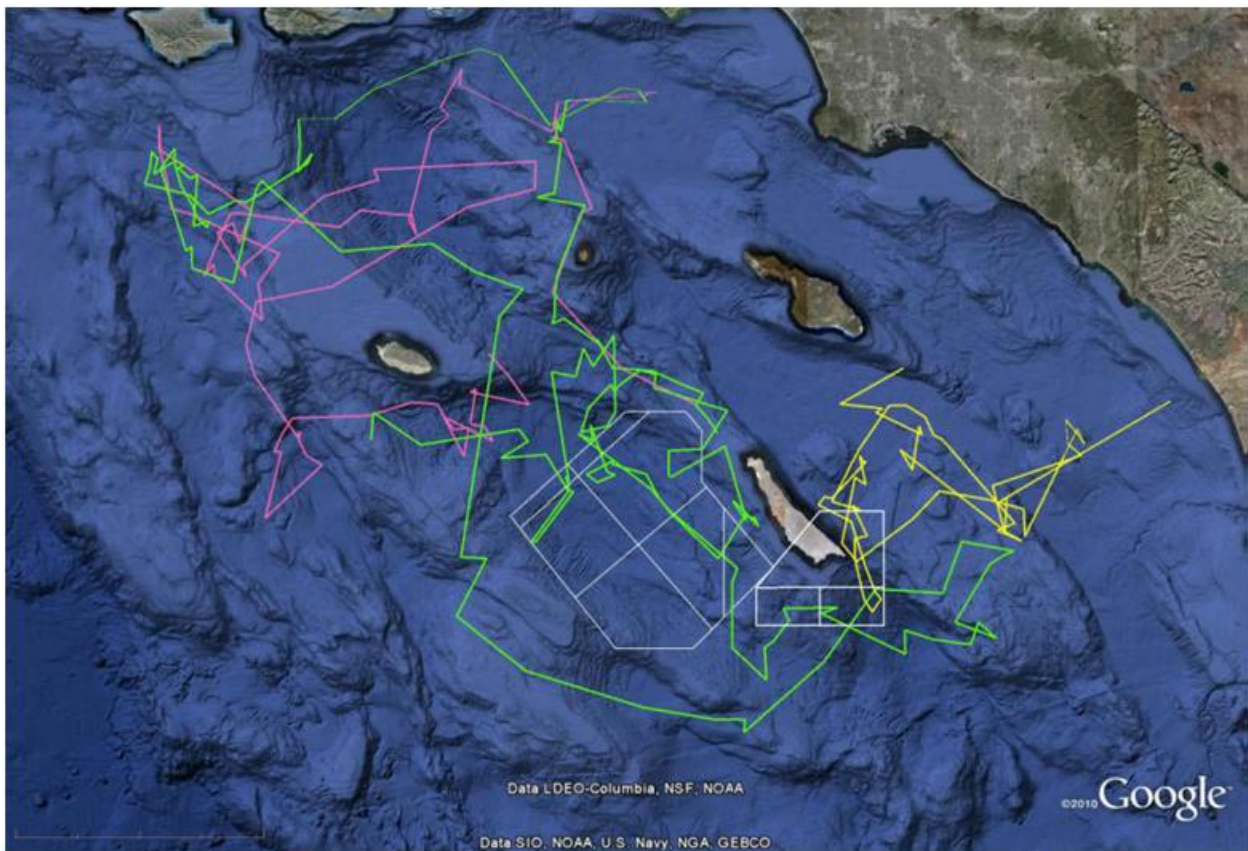 Data LDEO-Columbia, NSF, NOAA
©2010 Google
Data SIO, NOAA, U.S. Navy, NGA, GEBCO